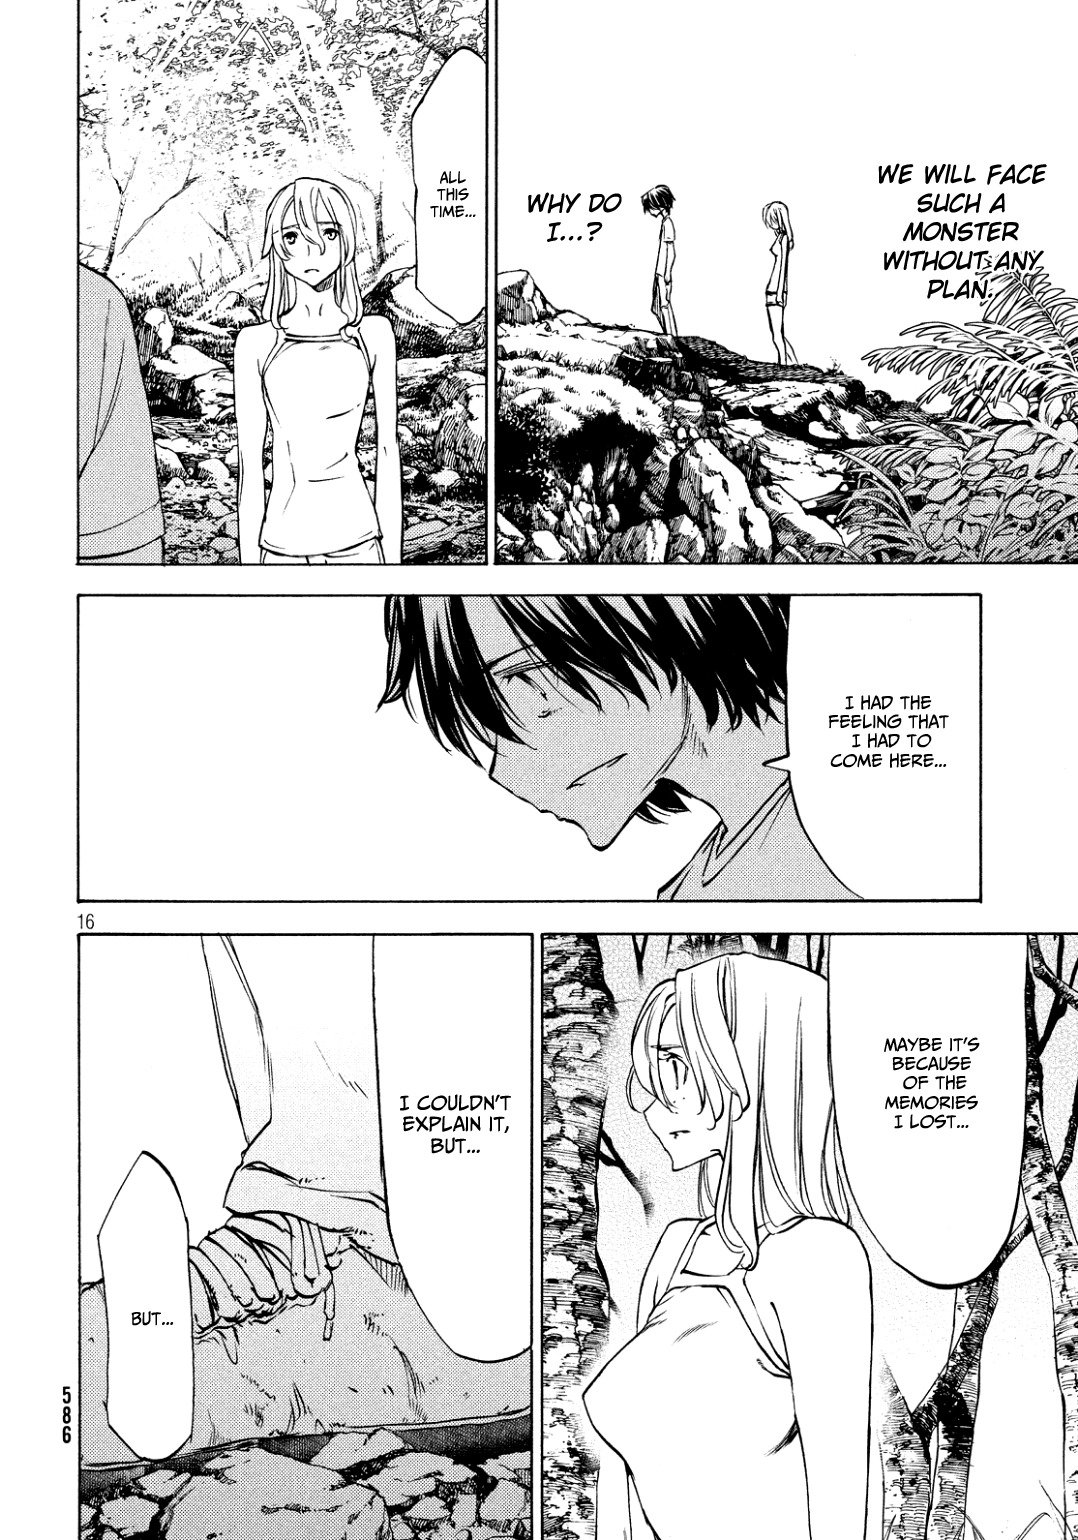 WE WILL FACE
SUCH A
MONSTER
WITHOUT ANY
PLAN.
WHY DO
I...?
ALL
THIS
TIME...
I HAD THE
FEELING THAT
I HAD TO
COME HERE...
16
MAYBE IT'S
BECAUSE
OF THE
MEMORIES
I LOST...
I COULDN'T
EXPLAIN IT,
BUT...
BUT...
586